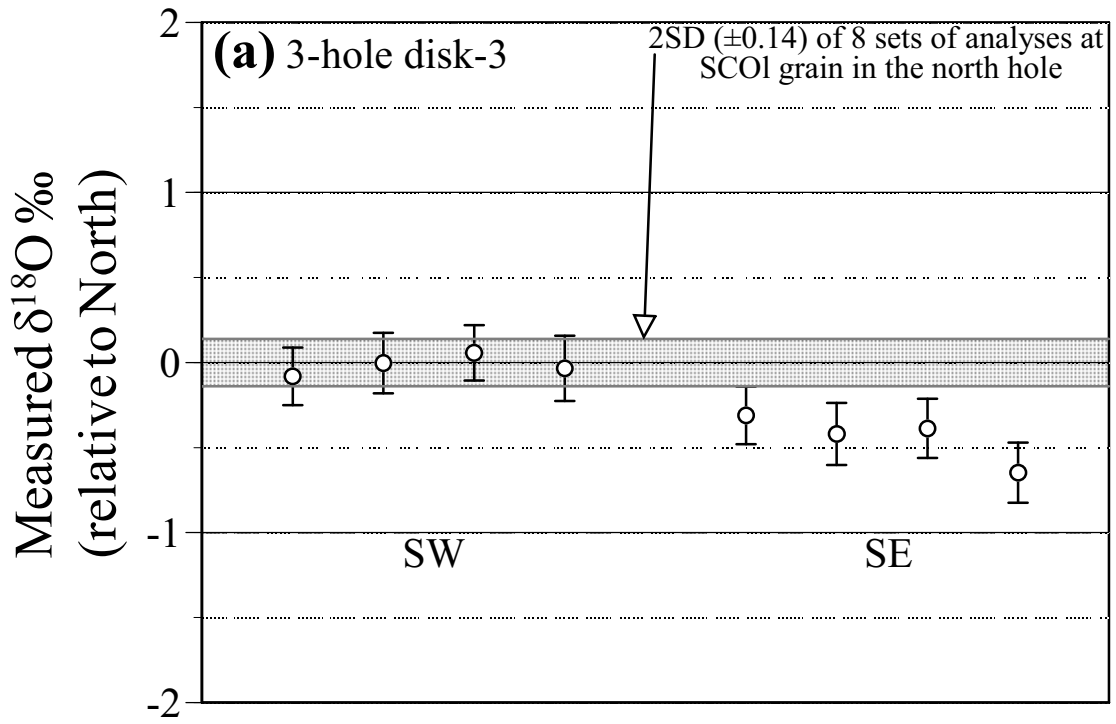 2
(a) 3-hole disk-3
2SD (±0.14) of 8 sets of analyses at
SCOl grain in the north hole
1
0
-1
-2
Measured δ¹⁸O ‰
(relative to North)
SW
SE